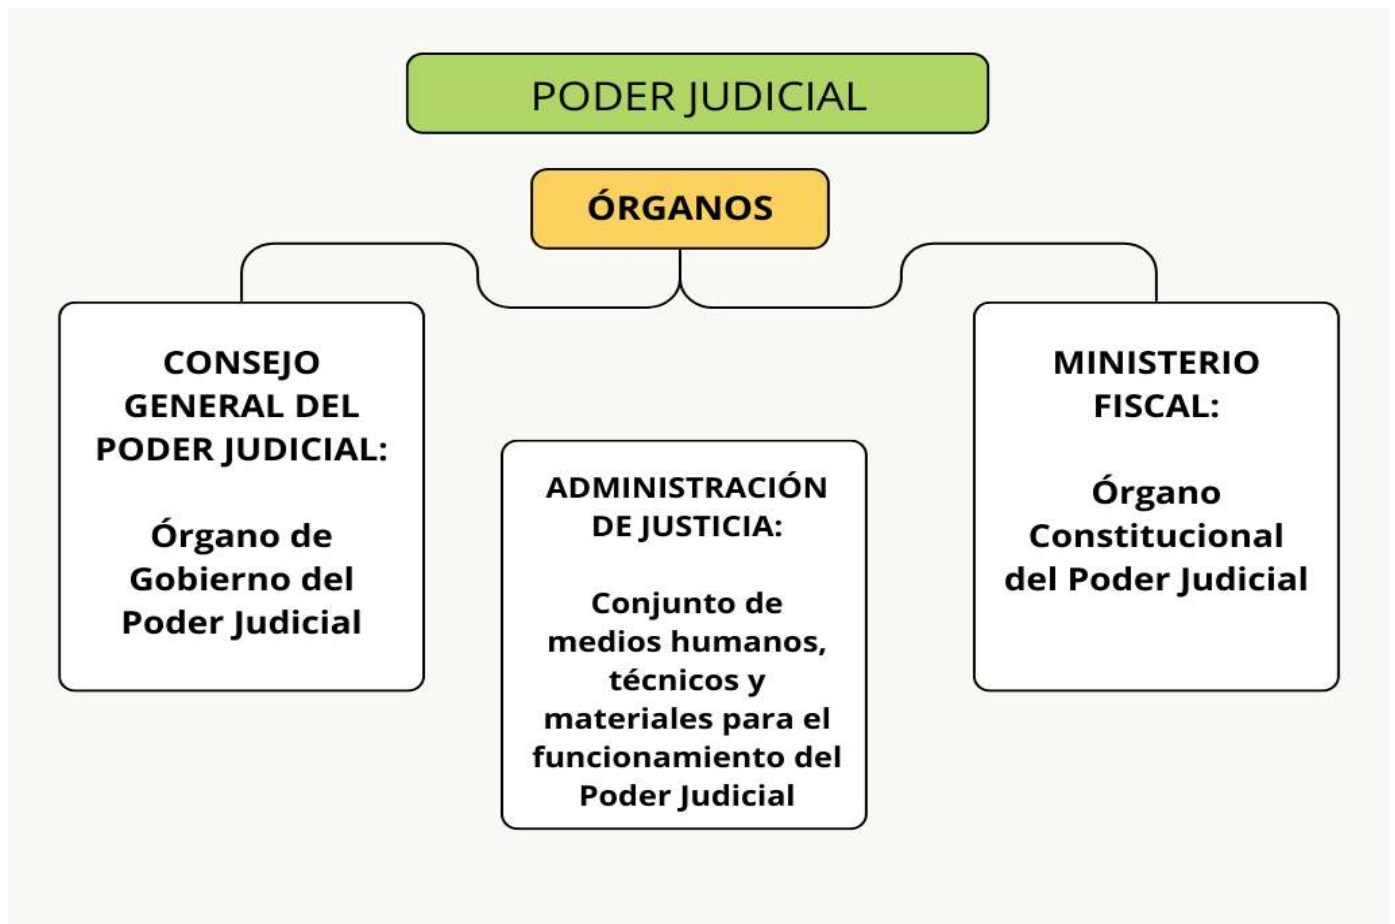 PODER JUDICIAL
ÓRGANOS
CONSEJO
GENERAL DEL
PODER JUDICIAL:
Órgano de
Gobierno del
Poder Judicial
ADMINISTRACIÓN
DE JUSTICIA:
Conjunto de
medios humanos,
técnicos y
materiales para el
funcionamiento del
Poder Judicial
MINISTERIO
FISCAL:
Órgano
Constitucional
del Poder Judicial